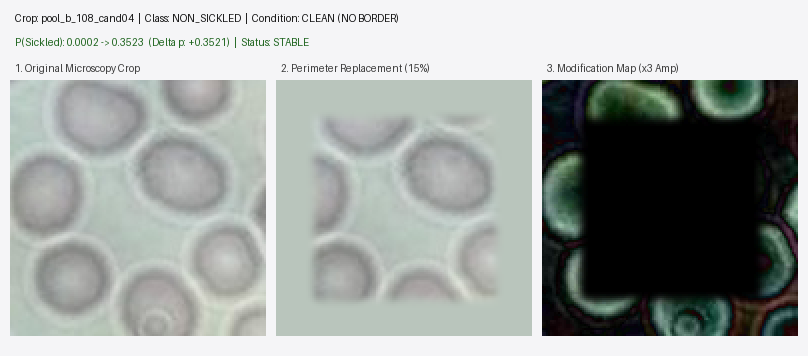 Crop: pool_b_108_cand04 | Class: NON_SICKLED | Condition: CLEAN (NO BORDER)
P(Sickled): 0.0002 -> 0.3523 (Delta p: +0.3521) | Status: STABLE
1. Original Microscopy Crop
2. Perimeter Replacement (15%)
3. Modification Map (x3 Amp)